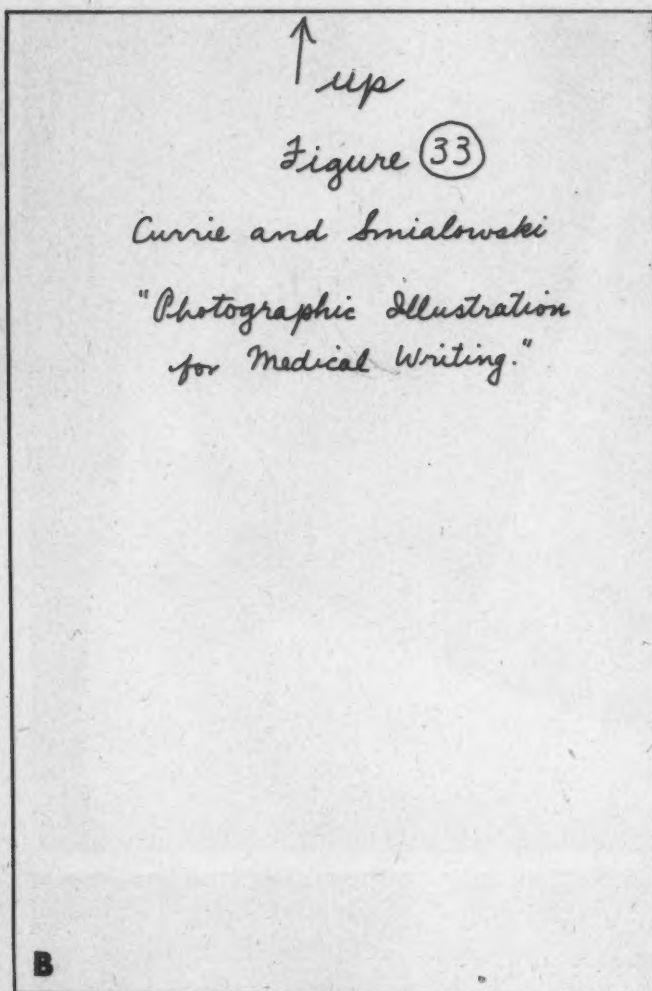 up
Figure 33
Currie and Smialowski
"Photographic Illustration
for Medical Writing."
B